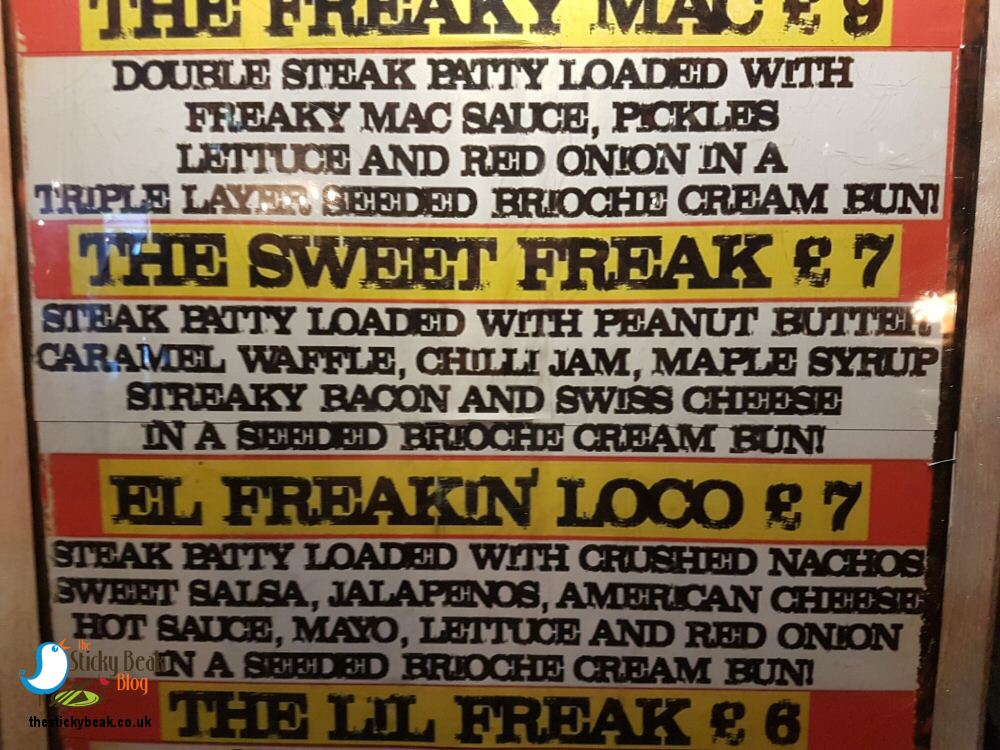 THE FREAKY MAC £ 9
DOUBLE STEAK PATTY LOADED WITH
FREAKY MAC SAUCE, PICKLES
LETTUCE AND RED ONION IN A
TRIPLE LAYER SEEDED BRIOCHE CREAM BUN!
THE SWEET FREAK £ 7
STEAK PATTY LOADED WITH PEANUT BUTTER
CARAMEL WAFFLE, CHILLI JAM, MAPLE SYRUP
STREAKY BACON AND SWISS CHEESE
IN A SEEDED BRIOCHE CREAM BUN!
EL FREAKIN' LOCO £ 7
STEAK PATTY LOADED WITH CRUSHED NACHOS
SWEET SALSA, JALAPENOS, AMERICAN CHEESE
HOT SAUCE, MAYO, LETTUCE AND RED ONION
IN A SEEDED BRIOCHE CREAM BUN!
THE LIL FREAK £ 6
The
Sticky Beak
Blog
thestickybeak.co.uk